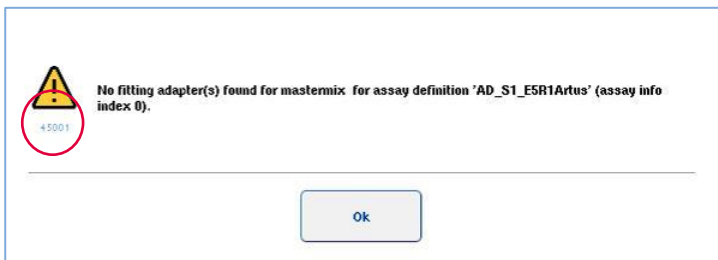 No fitting adapter(s) found for mastermix for assay definition 'AD_S1_E5R1Artus' (assay info
index 0).
45001
Ok